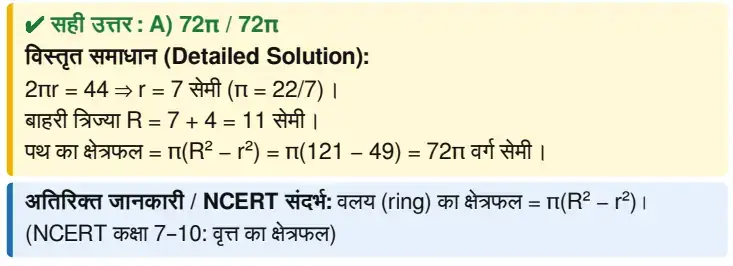 ✔ सही उत्तर : A) 72π / 72π
विस्तृत समाधान (Detailed Solution):
2πr = 44 ⇒ r = 7 सेमी (π = 22/7) ।
बाहरी त्रिज्या R = 7 + 4 = 11 सेमी ।
पथ का क्षेत्रफल = π(R² − r²) = π(121 − 49) = 72π वर्ग सेमी ।
अतिरिक्त जानकारी / NCERT संदर्भ: वलय (ring) का क्षेत्रफल = π(R² − r²)।
(NCERT कक्षा 7–10: वृत्त का क्षेत्रफल)